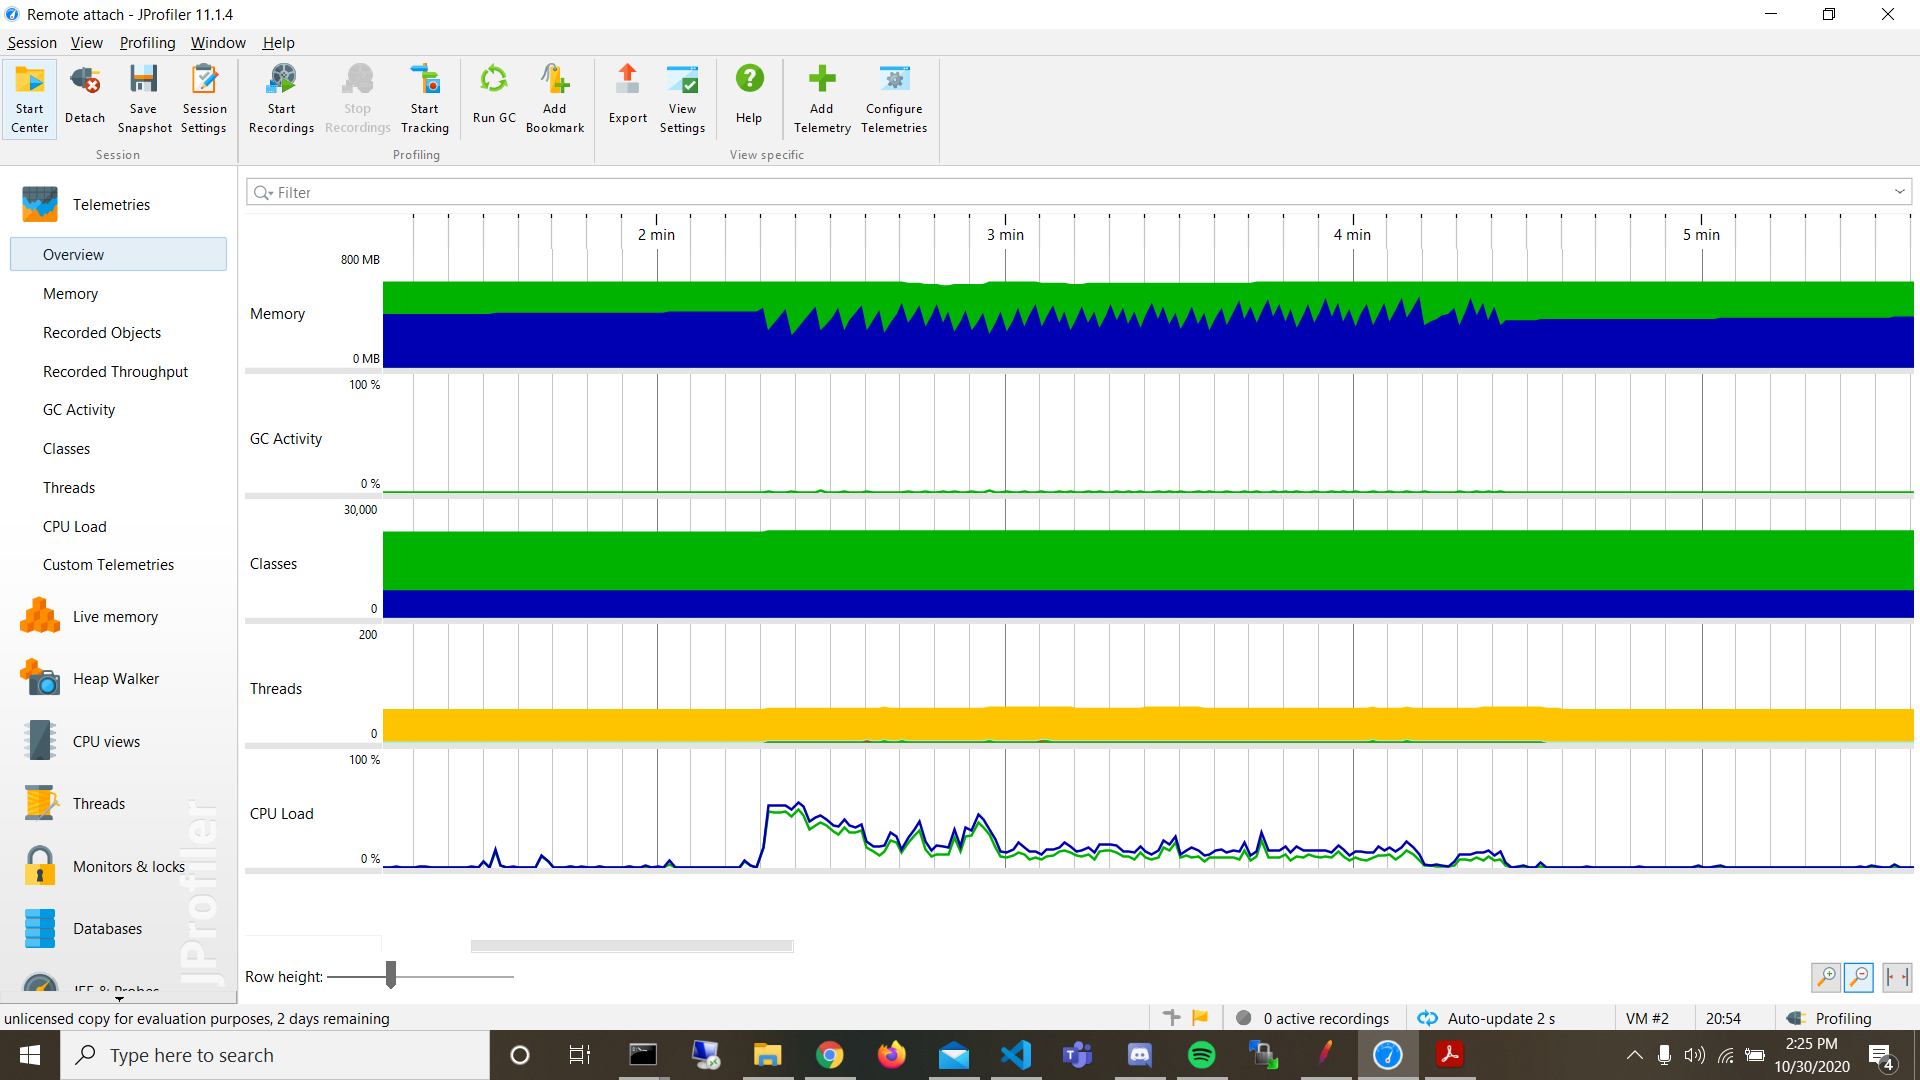 Remote attach - JProfiler 11.1.4
Session View Profiling Window Help
Start Center
Detach
Save Snapshot
Session Settings
Start Recordings
Stop Recordings
Start Tracking
Run GC
Add Bookmark
Export
View Settings
Help
Add Telemetry
Configure Telemetries
Session
Profiling
View specific
Telemetries
Overview
Memory
Recorded Objects
Recorded Throughput
GC Activity
Classes
Threads
CPU Load
Custom Telemetries
Live memory
Heap Walker
CPU views
Threads
Monitors & locks
Databases
JEE & Probes
JProfiler
Filter
2 min 3 min 4 min 5 min
800 MB
Memory
0 MB
100 %
GC Activity
0 %
30,000
Classes
0
200
Threads
0
100 %
CPU Load
0 %
Row height:
unlicensed copy for evaluation purposes, 2 days remaining
0 active recordings
Auto-update 2 s
VM #2
20:54
Profiling
Type here to search
2:25 PM
10/30/2020
4